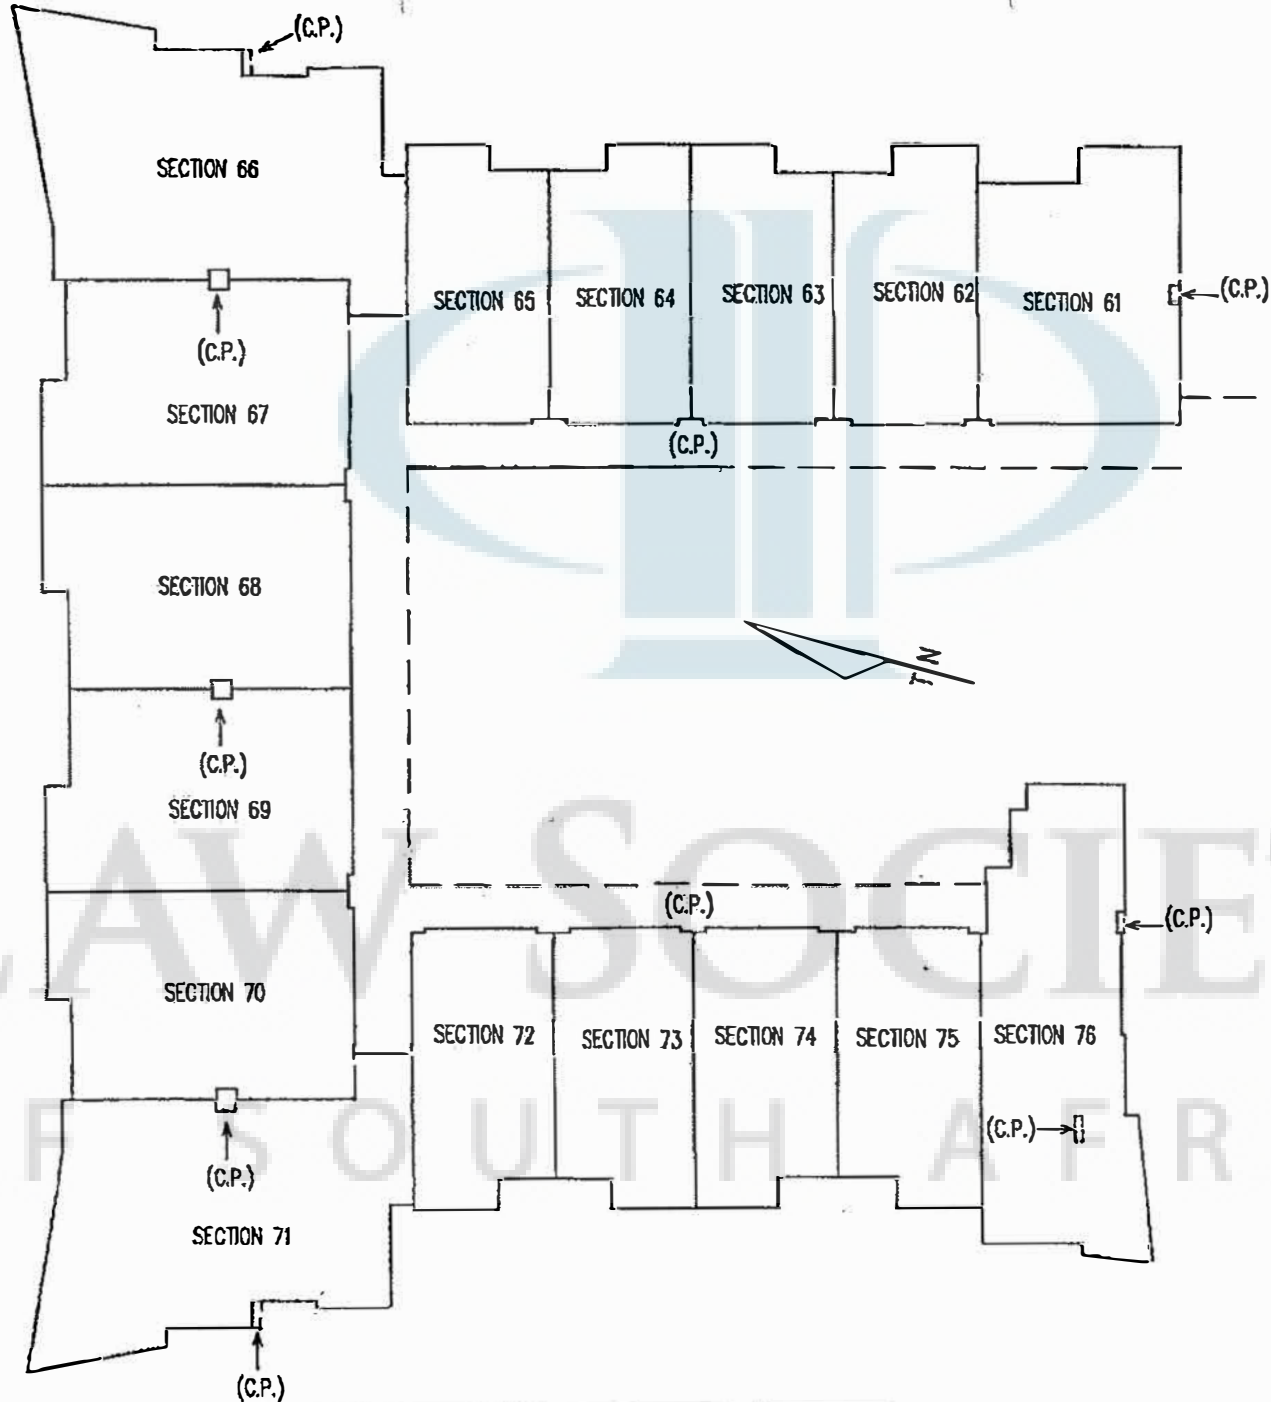 (C.P.)
SECTION 66
SECTION 65
SECTION 64
SECTION 63
SECTION 62
SECTION 61
(C.P.)
(C.P.)
SECTION 67
(C.P.)
SECTION 68
T N
(C.P.)
SECTION 69
LAW SOCIE
(C.P.)
(C.P.)
SECTION 70
SECTION 72
SECTION 73
SECTION 74
SECTION 75
SECTION 76
F SOUTH AFR
(C.P.)
(C.P.)
SECTION 71
(C.P.)